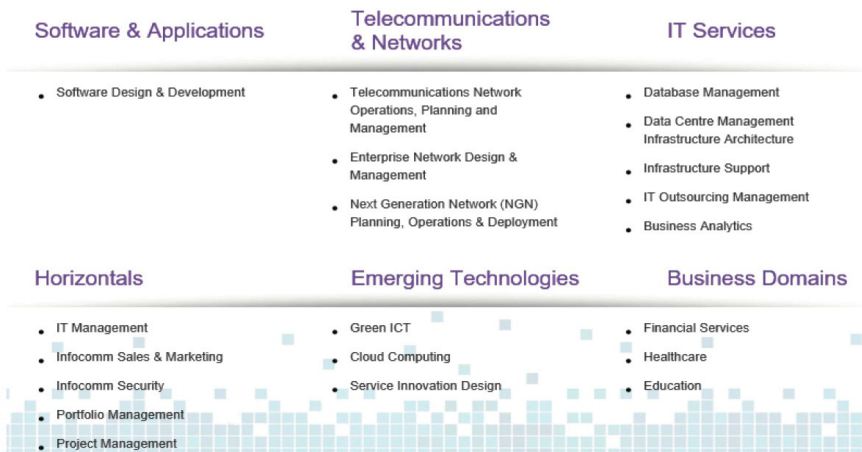 Software & Applications
Telecommunications
& Networks
IT Services
• Software Design & Development
• Telecommunications Network
Operations, Planning and
Management
• Enterprise Network Design &
Management
• Next Generation Network (NGN)
Planning, Operations & Deployment
• Database Management
• Data Centre Management
Infrastructure Architecture
• Infrastructure Support
• IT Outsourcing Management
• Business Analytics
Horizontals
Emerging Technologies
Business Domains
• IT Management
• Infocomm Sales & Marketing
• Infocomm Security
• Portfolio Management
• Project Management
• Green ICT
• Cloud Computing
• Service Innovation Design
• Financial Services
• Healthcare
• Education